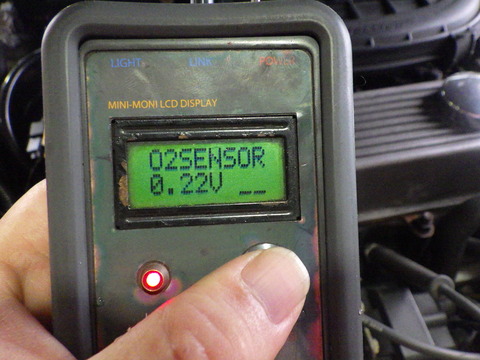 LIGHT LINK POWER
MINI-MONI LCD DISPLAY
O2SENSOR
0.22V __